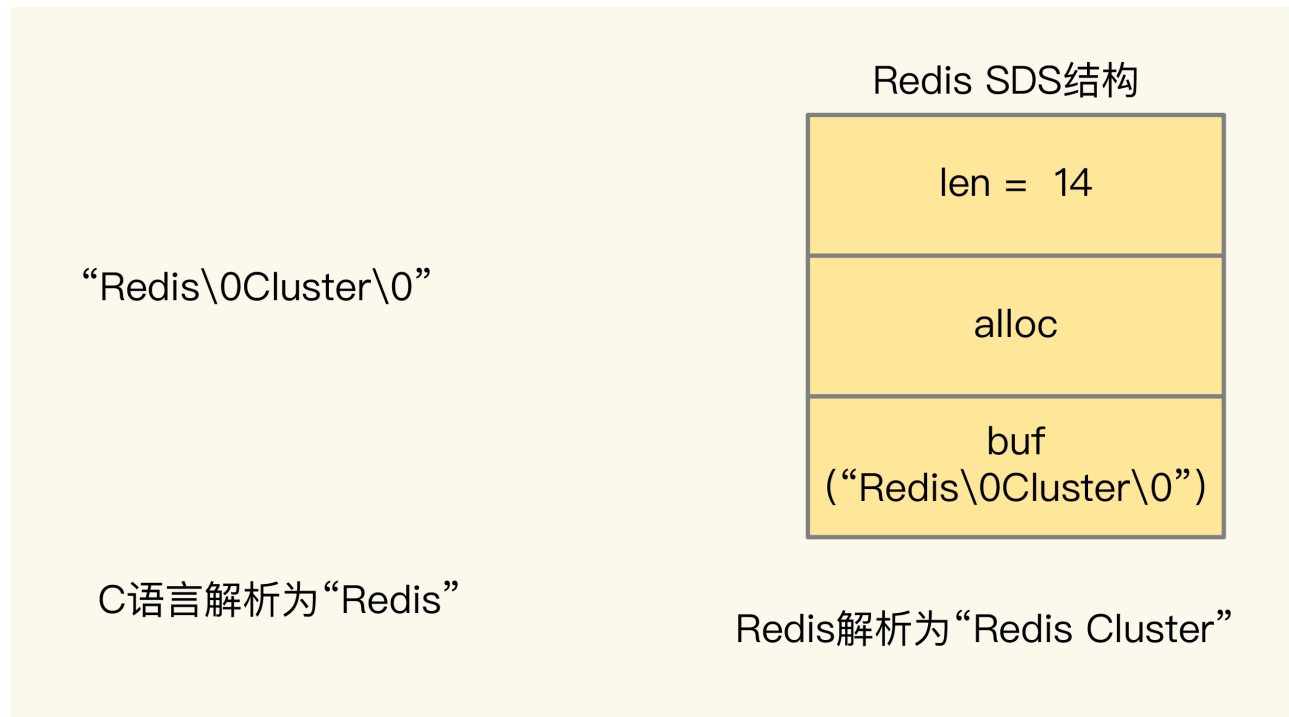 Redis SDS结构
len =  14
“Redis\0Cluster\0”
alloc
buf
(“Redis\0Cluster\0”)
C语言解析为“Redis”
Redis解析为“Redis Cluster”